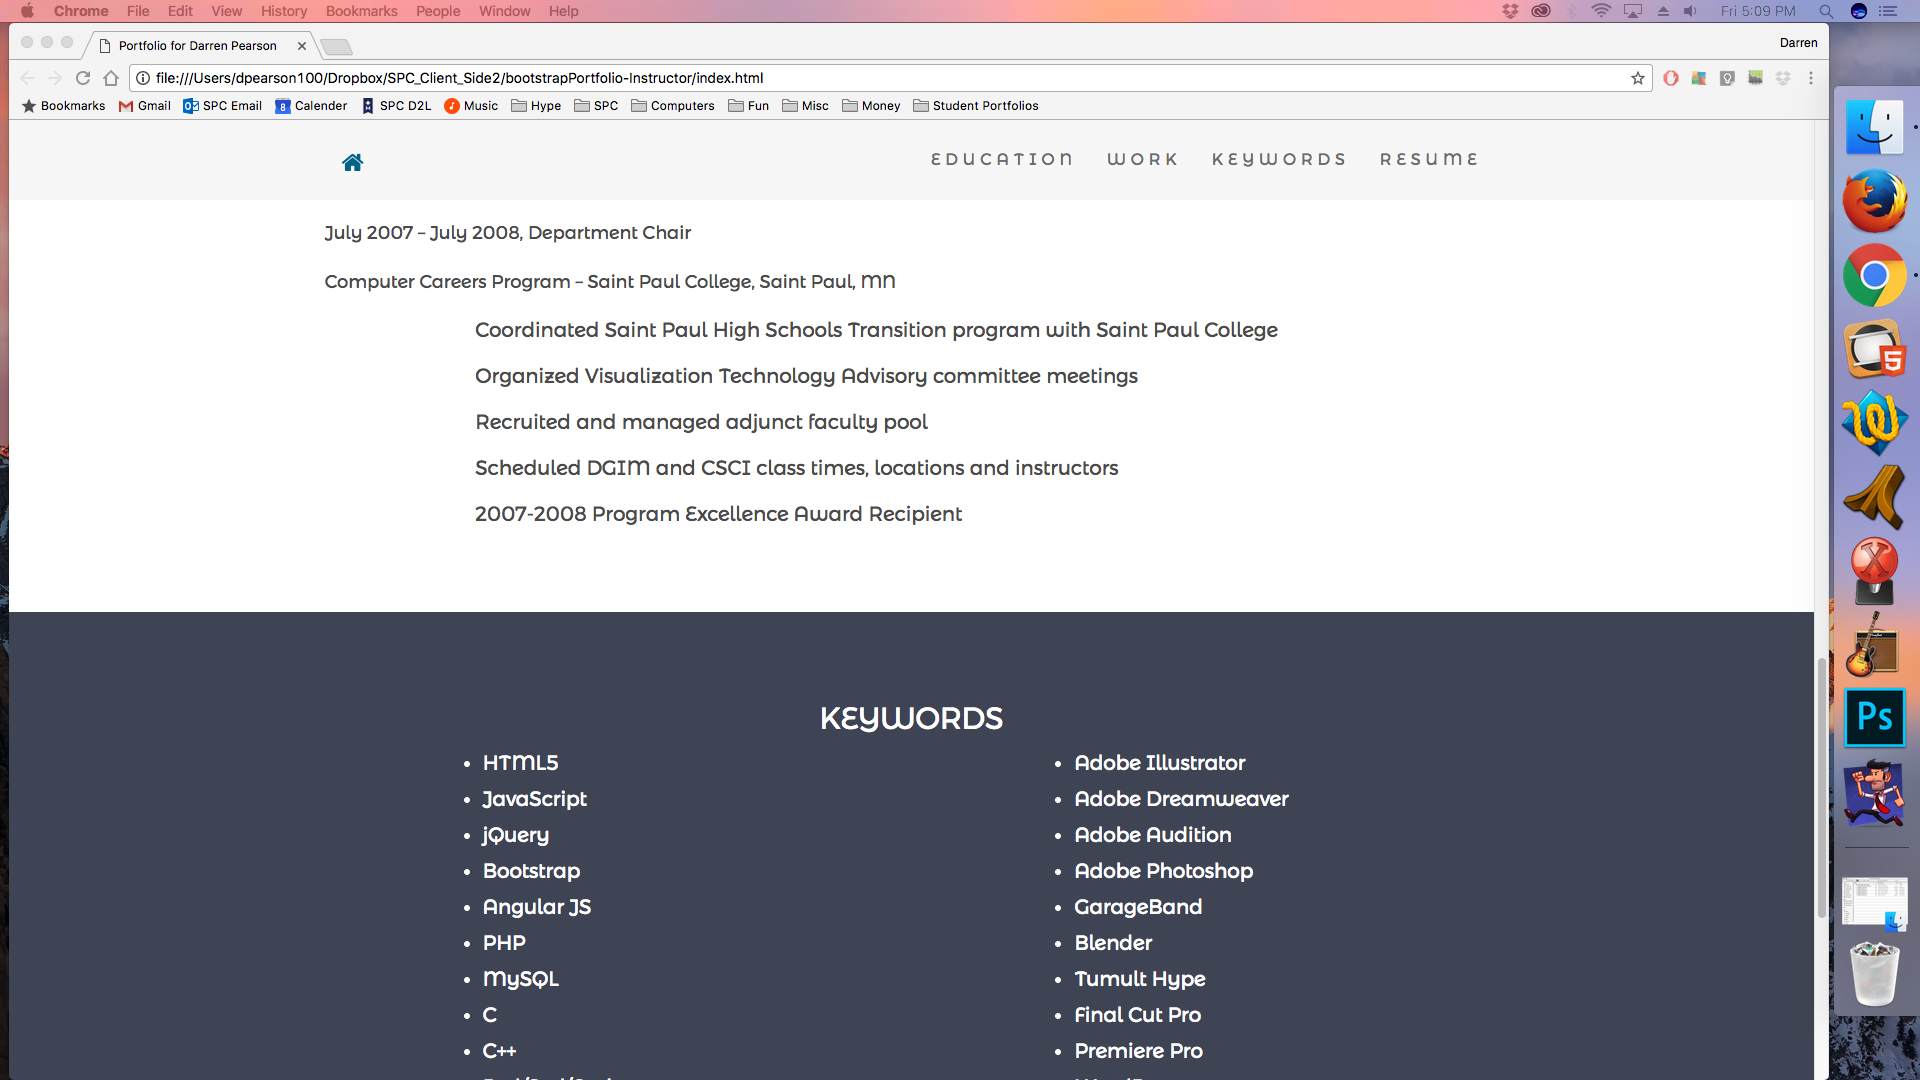 Chrome File Edit View History Bookmarks People Window Help Fri 5:09 PM
Portfolio for Darren Pearson Darren
file:///Users/dpearson100/Dropbox/SPC_Client_Side2/bootstrapPortfolio-Instructor/index.html
Bookmarks Gmail SPC Email 8 Calender SPC D2L Music Hype SPC Computers Fun Misc Money Student Portfolios
EDUCATION WORK KEYWORDS RESUME
July 2007 – July 2008, Department Chair
Computer Careers Program – Saint Paul College, Saint Paul, MN
Coordinated Saint Paul High Schools Transition program with Saint Paul College
Organized Visualization Technology Advisory committee meetings
Recruited and managed adjunct faculty pool
Scheduled DGIM and CSCI class times, locations and instructors
2007-2008 Program Excellence Award Recipient
KEYWORDS
• HTML5
• JavaScript
• jQuery
• Bootstrap
• Angular JS
• PHP
• MySQL
• C
• C++
• Adobe Illustrator
• Adobe Dreamweaver
• Adobe Audition
• Adobe Photoshop
• GarageBand
• Blender
• Tumult Hype
• Final Cut Pro
• Premiere Pro
5
X
Ps